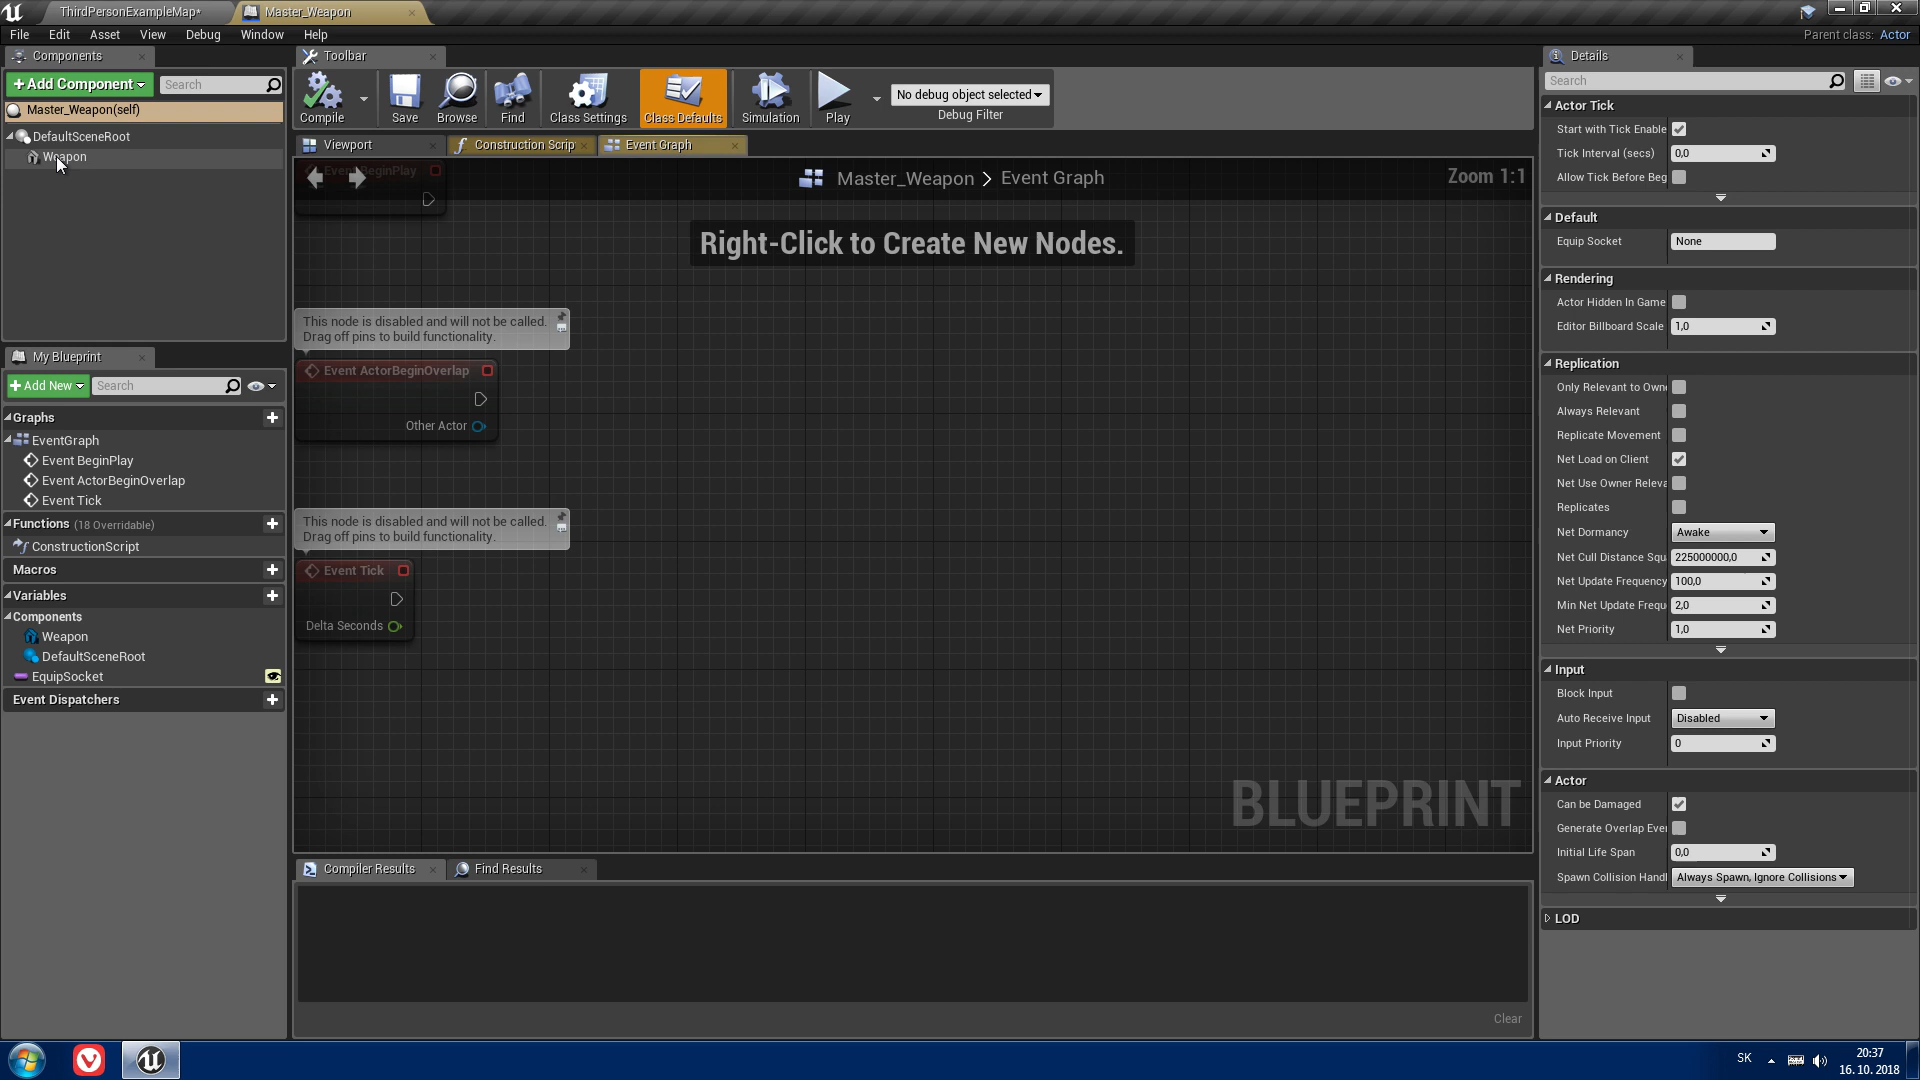 ThirdPersonExampleMap*
Master_Weapon
File Edit Asset View Debug Window Help
Parent class: Actor
Components
+Add Component
Search
Master_Weapon(self)
DefaultSceneRoot
Weapon
Toolbar
Compile
Save
Browse
Find
Class Settings
Class Defaults
Simulation
Play
No debug object selected
Debug Filter
Viewport
Construction Scrip
Event Graph
Event BeginPlay
Master_Weapon > Event Graph
Zoom 1:1
Right-Click to Create New Nodes.
This node is disabled and will not be called.
Drag off pins to build functionality.
Event ActorBeginOverlap
Other Actor
This node is disabled and will not be called.
Drag off pins to build functionality.
Event Tick
Delta Seconds
BLUEPRINT
My Blueprint
+Add New
Search
Graphs
EventGraph
Event BeginPlay
Event ActorBeginOverlap
Event Tick
Functions (18 Overridable)
ConstructionScript
Macros
Variables
Components
Weapon
DefaultSceneRoot
EquipSocket
Event Dispatchers
Compiler Results
Find Results
Clear
Details
Search
Actor Tick
Start with Tick Enable
Tick Interval (secs) 0,0
Allow Tick Before Beg
Default
Equip Socket None
Rendering
Actor Hidden In Game
Editor Billboard Scale 1,0
Replication
Only Relevant to Owne
Always Relevant
Replicate Movement
Net Load on Client
Net Use Owner Releva
Replicates
Net Dormancy Awake
Net Cull Distance Squ 225000000,0
Net Update Frequency 100,0
Min Net Update Frequ 2,0
Net Priority 1,0
Input
Block Input
Auto Receive Input Disabled
Input Priority 0
Actor
Can be Damaged
Generate Overlap Ever
Initial Life Span 0,0
Spawn Collision Handl Always Spawn, Ignore Collisions
LOD
SK
20:37
16. 10. 2018